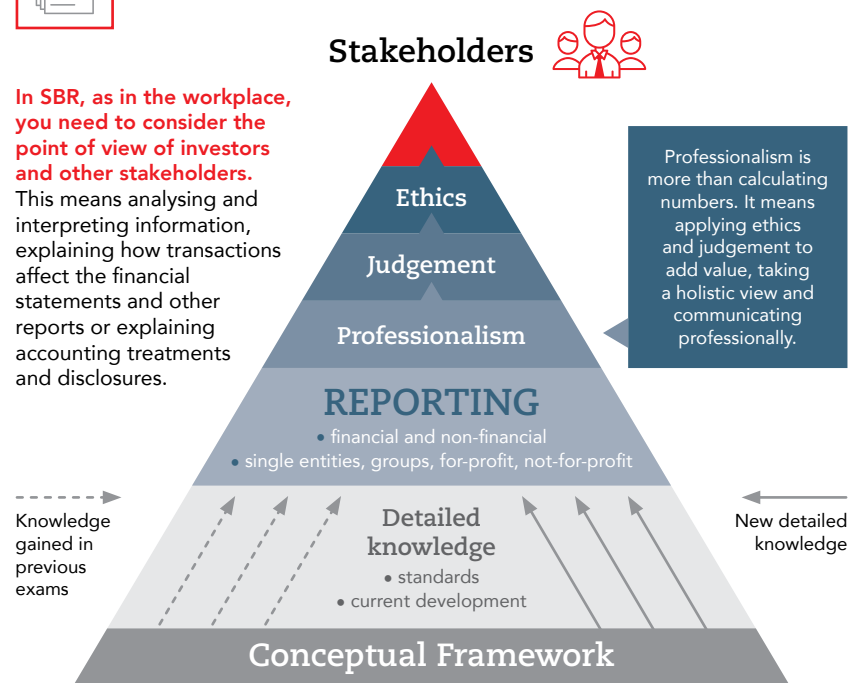 Stakeholders
In SBR, as in the workplace,
you need to consider the
point of view of investors
and other stakeholders.
This means analysing and
interpreting information,
explaining how transactions
affect the financial
statements and other
reports or explaining
accounting treatments
and disclosures.
Ethics
Judgement
Professionalism
Professionalism is
more than calculating
numbers. It means
applying ethics
and judgement to
add value, taking
a holistic view and
communicating
professionally.
REPORTING
• financial and non-financial
• single entities, groups, for-profit, not-for-profit
Knowledge
gained in
previous
exams
Detailed
knowledge
• standards
• current development
New detailed
knowledge
Conceptual Framework